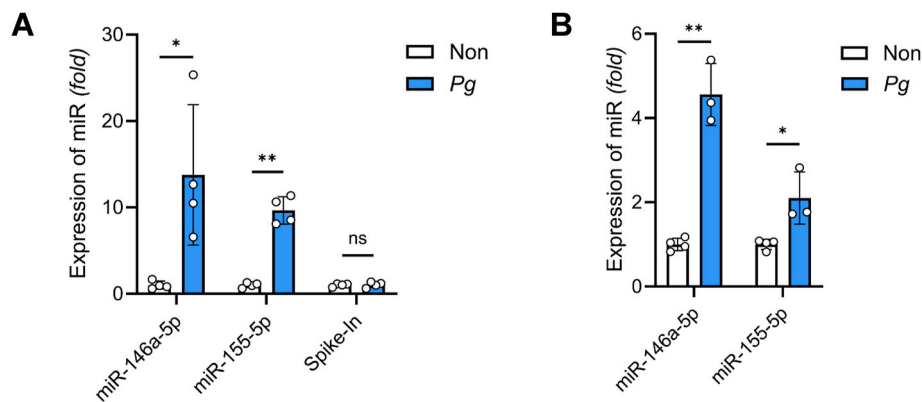 A
B
Expression of miR (fold)
30
20
10
0
*
**
ns
Non
Pg
miR-146a-5p
miR-155-5p
Spike-In
Expression of miR (fold)
6
4
2
0
**
*
Non
Pg
miR-146a-5p
miR-155-5p